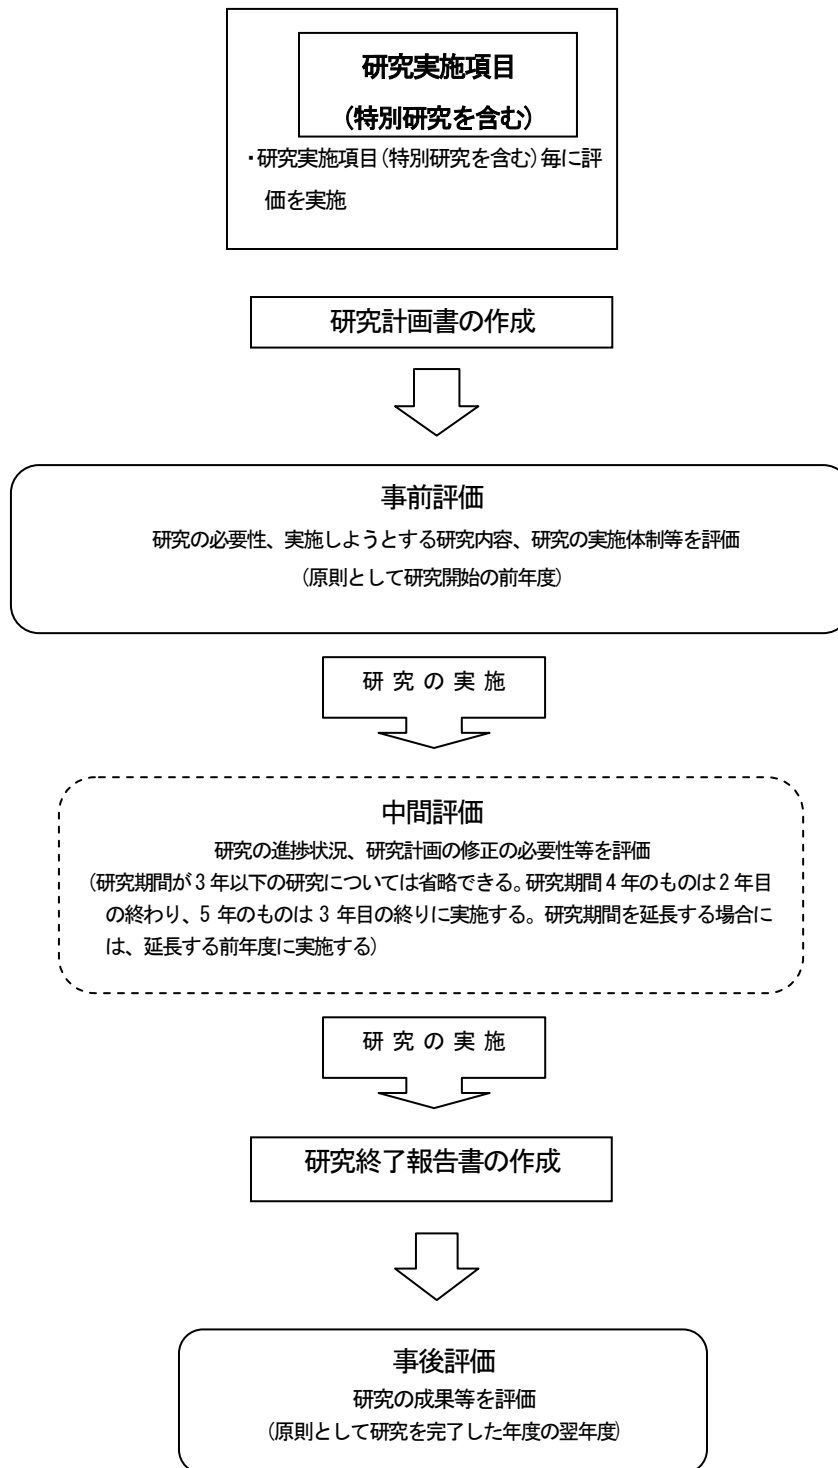 研究実施項目
(特別研究を含む)
・研究実施項目(特別研究を含む)毎に評
価を実施
研究計画書の作成
事前評価
研究の必要性、実施しようとする研究内容、研究の実施体制等を評価
(原則として研究開始の前年度)
研 究 の 実 施
中間評価
研究の進捗状況、研究計画の修正の必要性等を評価
(研究期間が3年以下の研究については省略できる。研究期間4年のものは2年目
の終わり、5年のものは3年目の終りに実施する。研究期間を延長する場合に
は、延長する前年度に実施する)
研 究 の 実 施
研究終了報告書の作成
事後評価
研究の成果等を評価
(原則として研究を完了した年度の翌年度)